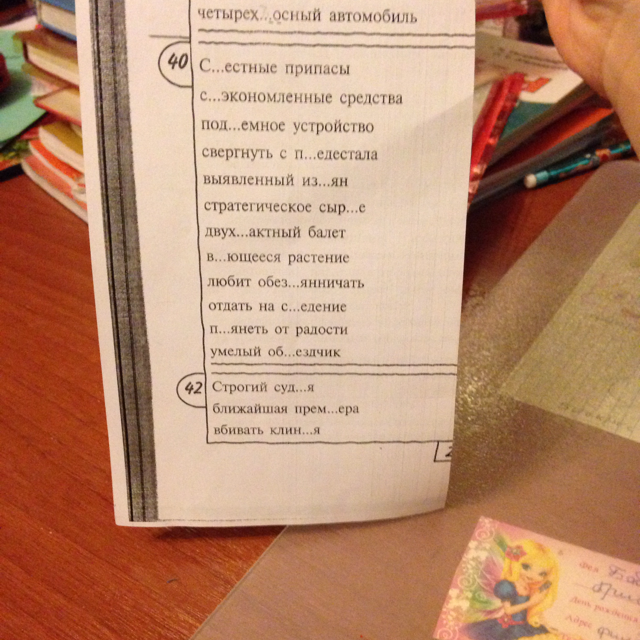 четырех...осный автомобиль
40
С...естные припасы
с...экономленные средства
под...емное устройство
свергнуть с п...едестала
выявленный из...ян
стратегическое сыр...е
двух...актный балет
в...ющееся растение
любит обез...янничать
отдать на с...едение
п...янеть от радости
умелый об...ездчик
42
Строгий суд...я
ближайшая прем...ера
вбивать клин...я